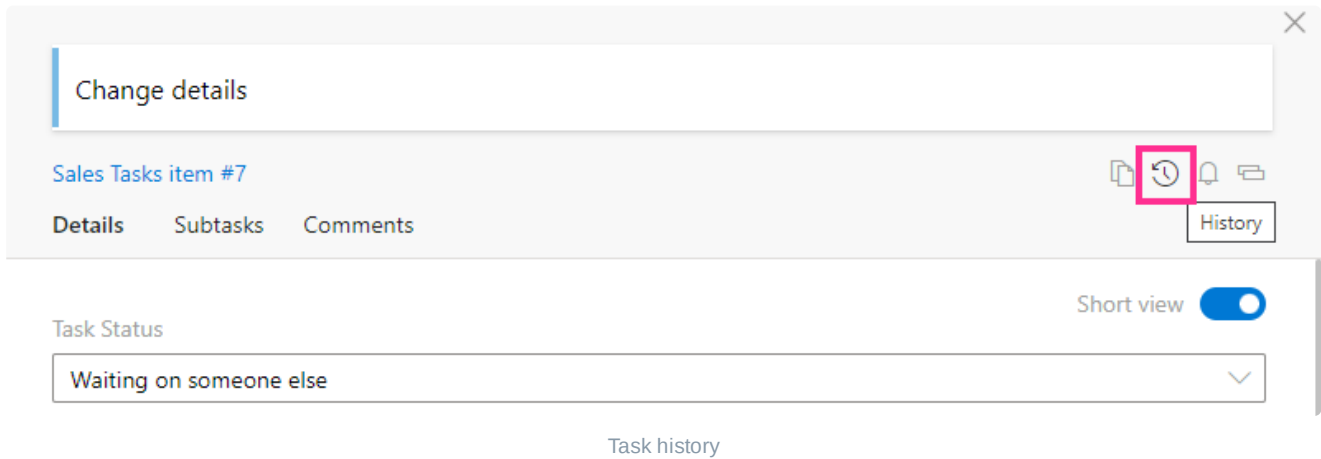 Change details
Sales Tasks item #7
Details Subtasks Comments
History
Short view
Task Status
Waiting on someone else
Task history